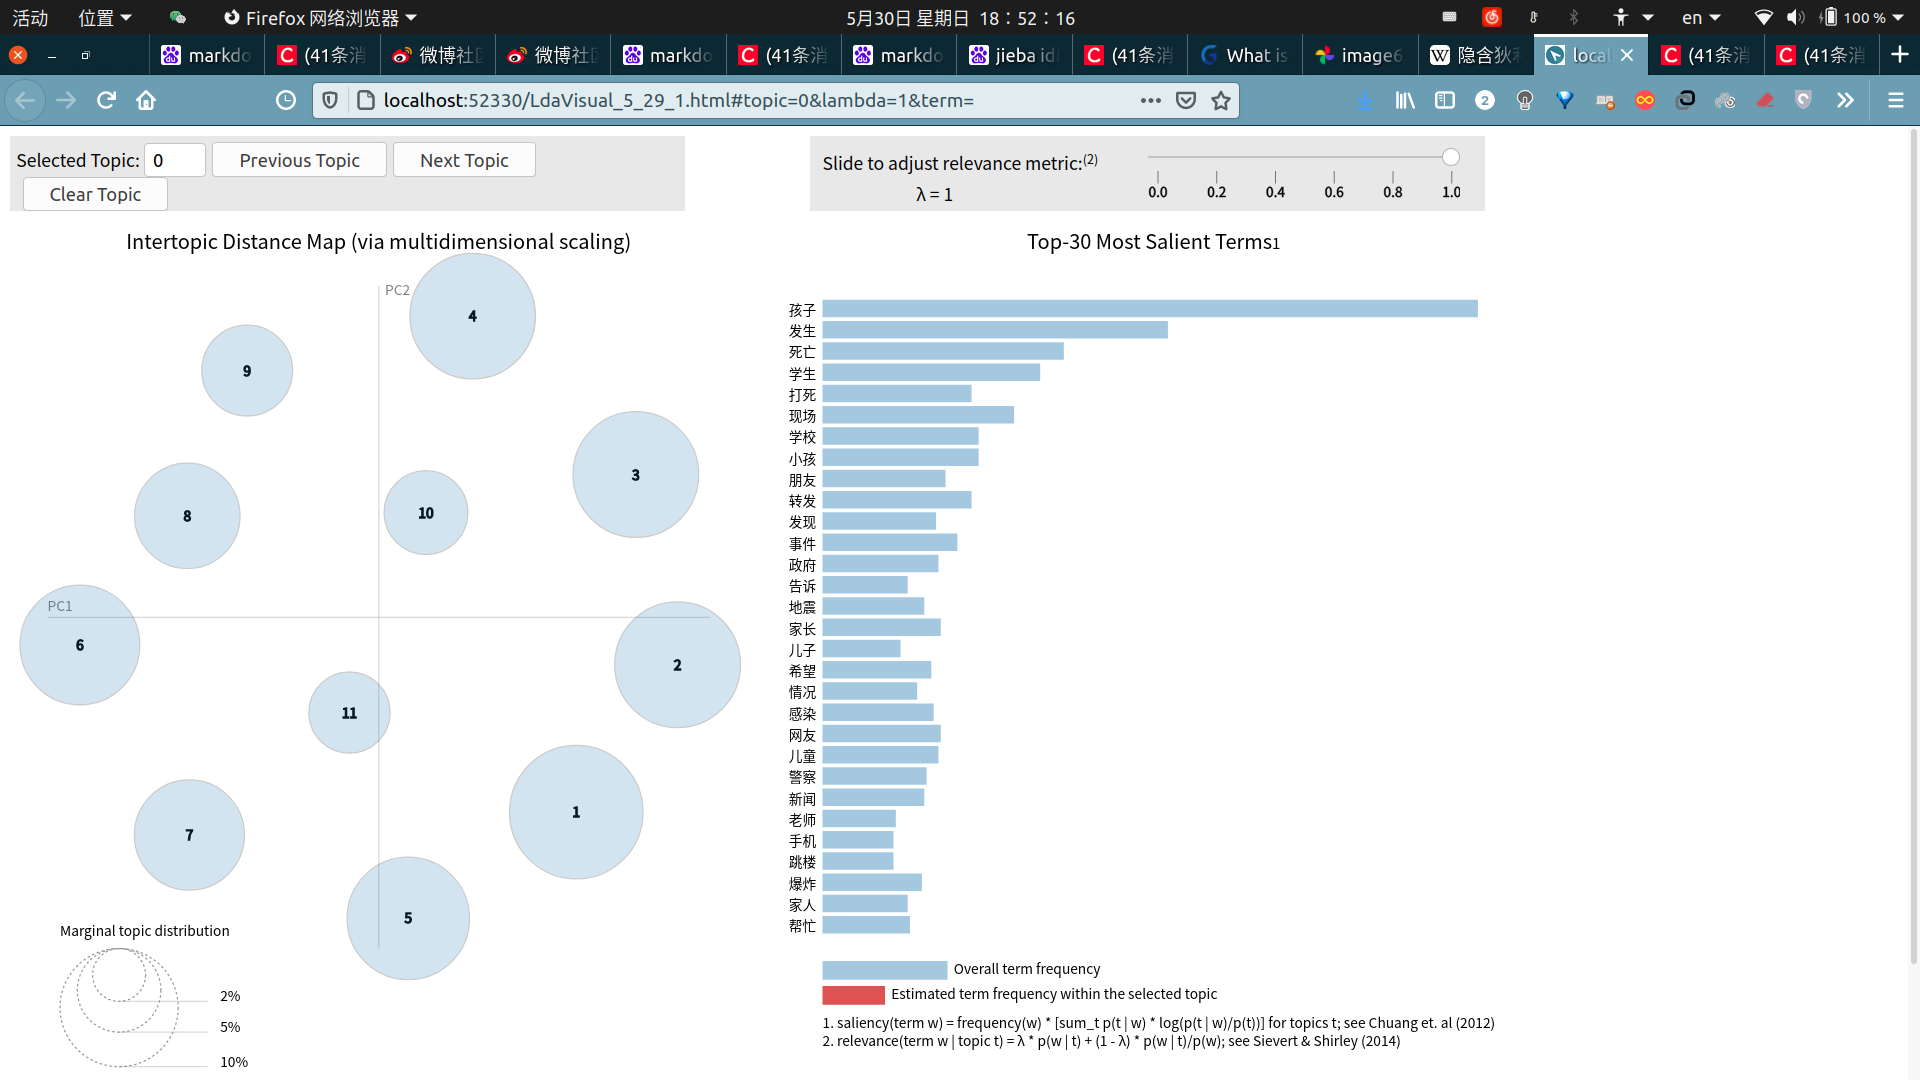 活动 位置 Firefox 网络浏览器 5月30日 星期日 18：52：16 en 100 %
markdo (41条消 微博社区 微博社区 markdo (41条消 markdo jieba id (41条消 What is image6 隐含狄利 local (41条消 (41条消
localhost:52330/LdaVisual_5_29_1.html#topic=0&lambda=1&term=
Selected Topic: 0 Previous Topic Next Topic
Clear Topic
Slide to adjust relevance metric:(2)
λ = 1
0.0 0.2 0.4 0.6 0.8 1.0
Intertopic Distance Map (via multidimensional scaling)
PC2
4
9
3
8
10
PC1
6
2
11
1
7
5
Marginal topic distribution
2%
5%
10%
Top-30 Most Salient Terms1
孩子
发生
死亡
学生
打死
现场
学校
小孩
朋友
转发
发现
事件
政府
告诉
地震
家长
儿子
希望
情况
感染
网友
儿童
警察
新闻
老师
手机
跳楼
爆炸
家人
帮忙
Overall term frequency
Estimated term frequency within the selected topic
1. saliency(term w) = frequency(w) * [sum_t p(t | w) * log(p(t | w)/p(t))] for topics t; see Chuang et. al (2012)
2. relevance(term w | topic t) = λ * p(w | t) + (1 - λ) * p(w | t)/p(w); see Sievert & Shirley (2014)